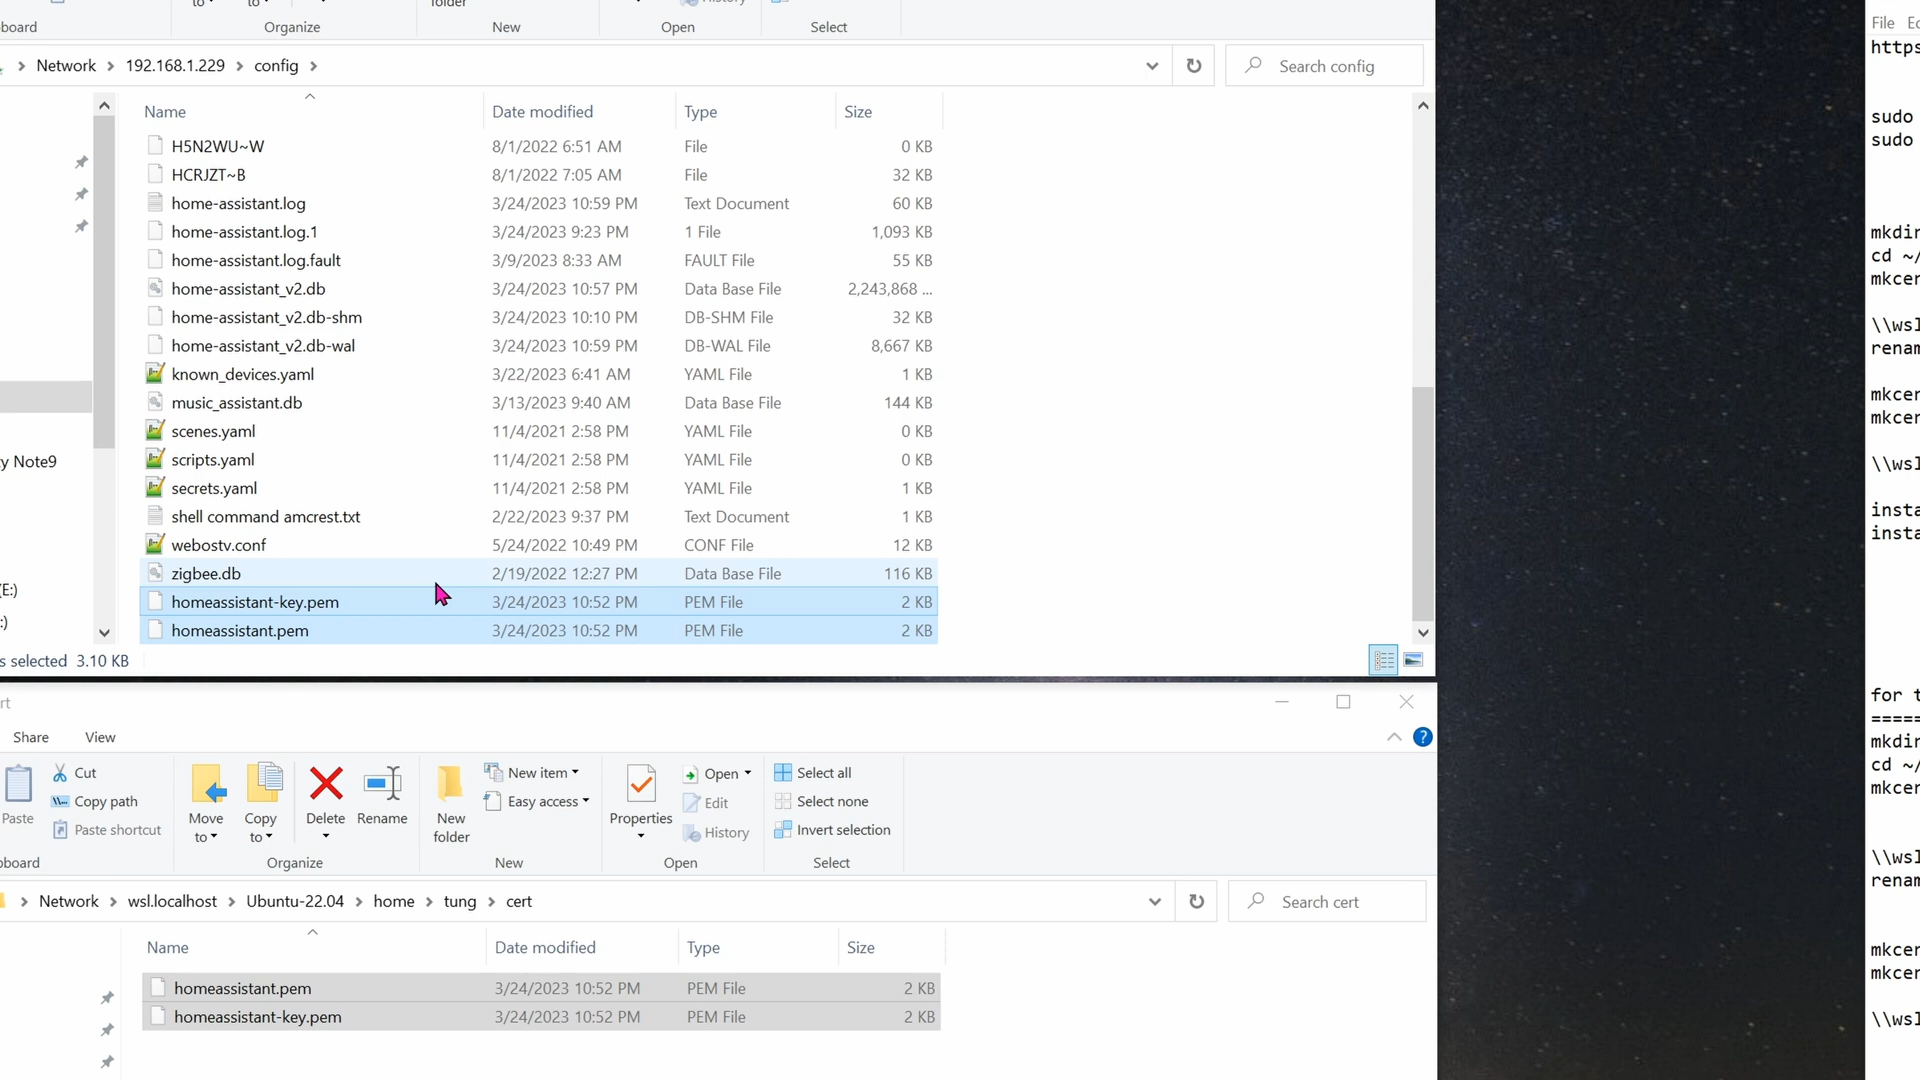 to
to
folder
History
board
Organize
New
Open
Select
Network
192.168.1.229
config
Search config
Name
Date modified
Type
Size
H5N2WU~W 8/1/2022 6:51 AM File 0 KB
HCRJZT~B 8/1/2022 7:05 AM File 32 KB
home-assistant.log 3/24/2023 10:59 PM Text Document 60 KB
home-assistant.log.1 3/24/2023 9:23 PM 1 File 1,093 KB
home-assistant.log.fault 3/9/2023 8:33 AM FAULT File 55 KB
home-assistant_v2.db 3/24/2023 10:57 PM Data Base File 2,243,868 ...
home-assistant_v2.db-shm 3/24/2023 10:10 PM DB-SHM File 32 KB
home-assistant_v2.db-wal 3/24/2023 10:59 PM DB-WAL File 8,667 KB
known_devices.yaml 3/22/2023 6:41 AM YAML File 1 KB
music_assistant.db 3/13/2023 9:40 AM Data Base File 144 KB
scenes.yaml 11/4/2021 2:58 PM YAML File 0 KB
scripts.yaml 11/4/2021 2:58 PM YAML File 0 KB
secrets.yaml 11/4/2021 2:58 PM YAML File 1 KB
shell command amcrest.txt 2/22/2023 9:37 PM Text Document 1 KB
webostv.conf 5/24/2022 10:49 PM CONF File 12 KB
zigbee.db 2/19/2022 12:27 PM Data Base File 116 KB
homeassistant-key.pem 3/24/2023 10:52 PM PEM File 2 KB
homeassistant.pem 3/24/2023 10:52 PM PEM File 2 KB
y Note9
(E:)
:)
s selected 3.10 KB
rt
Share
View
Paste
Cut
Copy path
Paste shortcut
board
Move
to
Copy
to
Delete
Rename
Organize
New
folder
New item
Easy access
New
Properties
Open
Edit
History
Open
Select all
Select none
Invert selection
Select
Network
wsl.localhost
Ubuntu-22.04
home
tung
cert
Search cert
Name
Date modified
Type
Size
homeassistant.pem 3/24/2023 10:52 PM PEM File 2 KB
homeassistant-key.pem 3/24/2023 10:52 PM PEM File 2 KB
File Ed
https
sudo
sudo
mkdir
cd ~/
mkcer
\\wsl
renam
mkcer
mkcer
\\wsl
insta
insta
for t
=====
mkdir
cd ~/
mkcer
\\wsl
renam
mkcer
mkcer
\\wsl